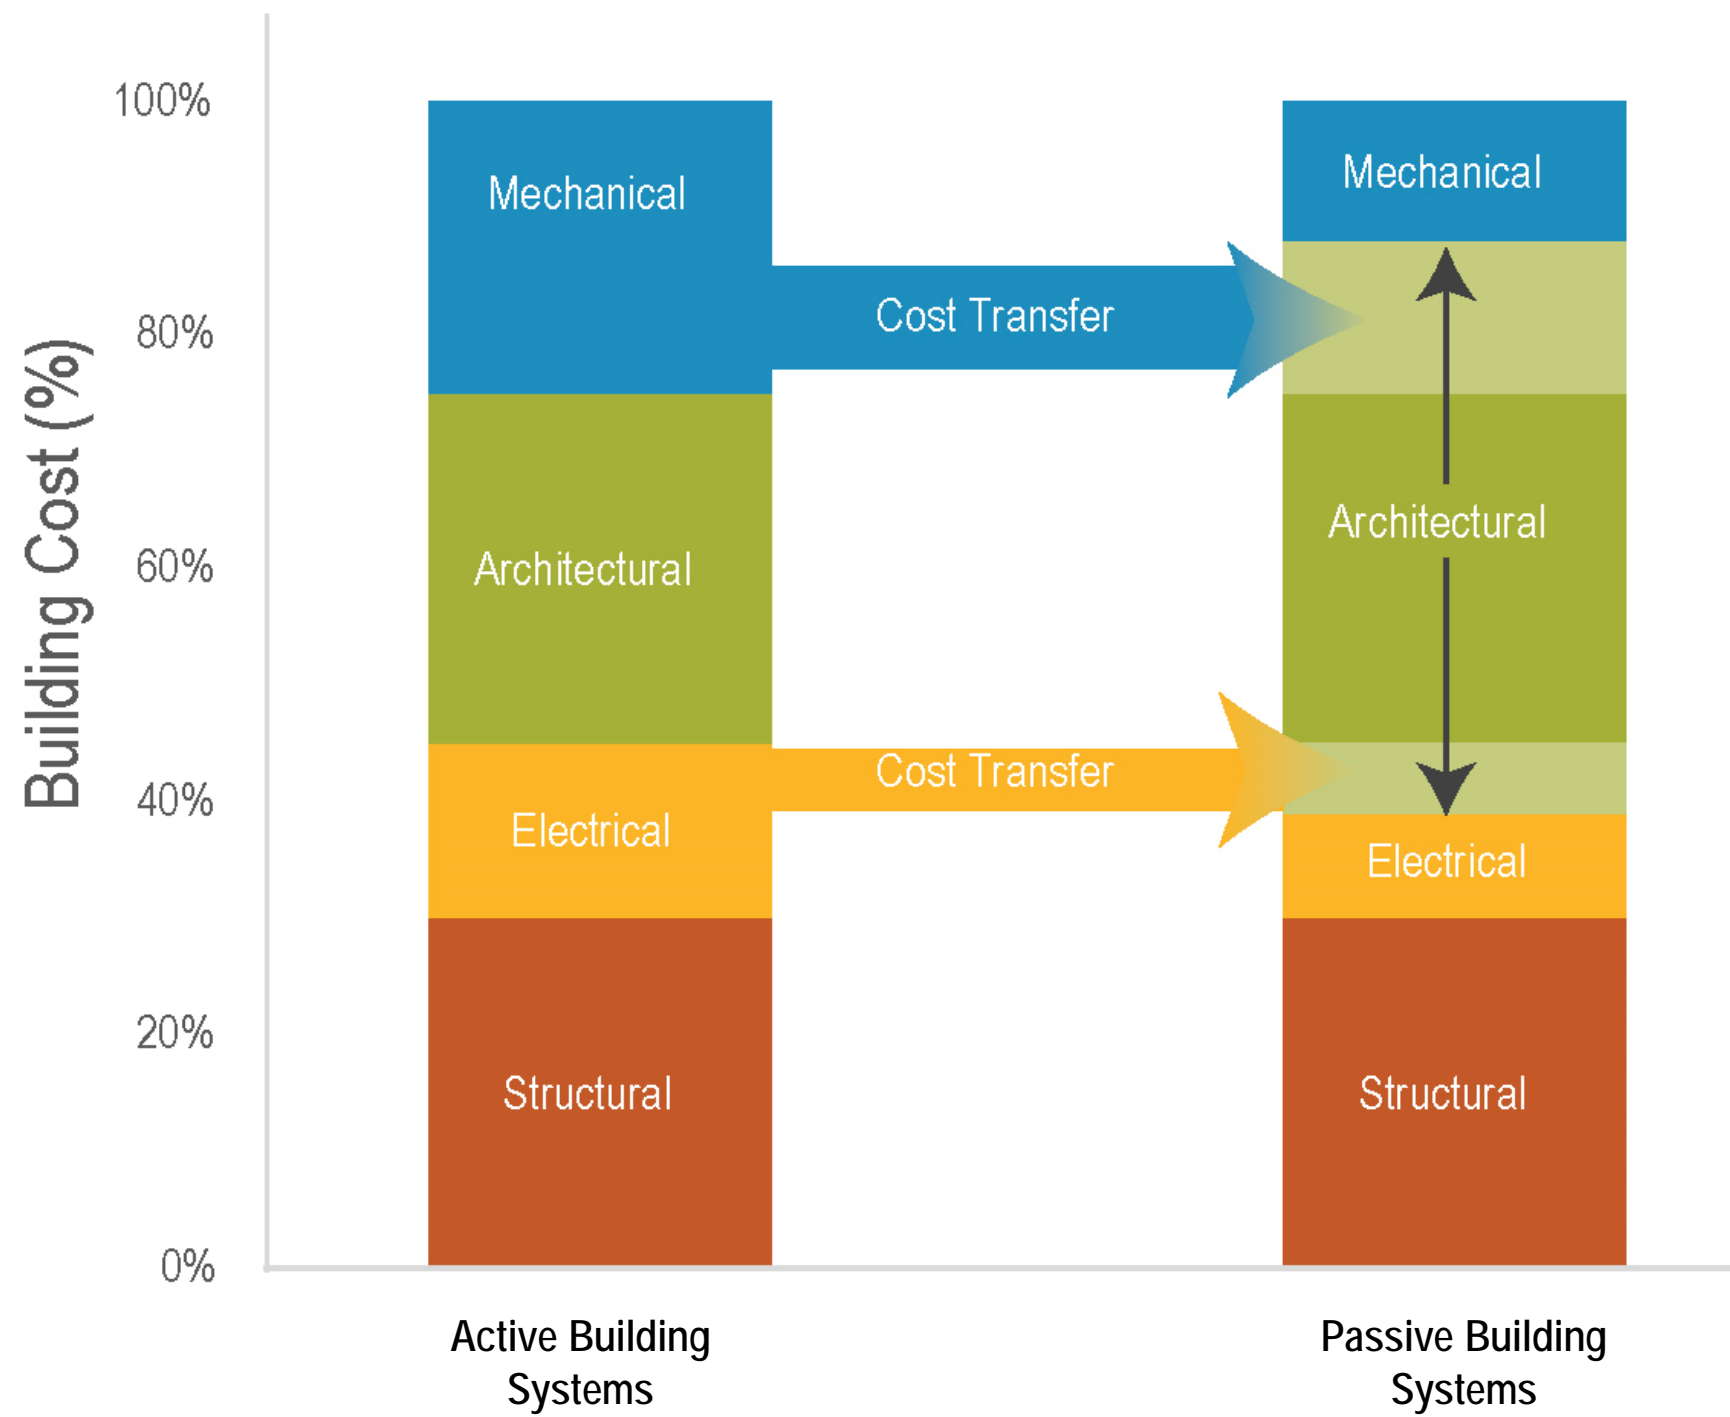 Building Cost (%)
100%
80%
60%
40%
20%
0%
Mechanical
Architectural
Electrical
Structural
Cost Transfer
Cost Transfer
Mechanical
Architectural
Electrical
Structural
Active Building
Systems
Passive Building
Systems